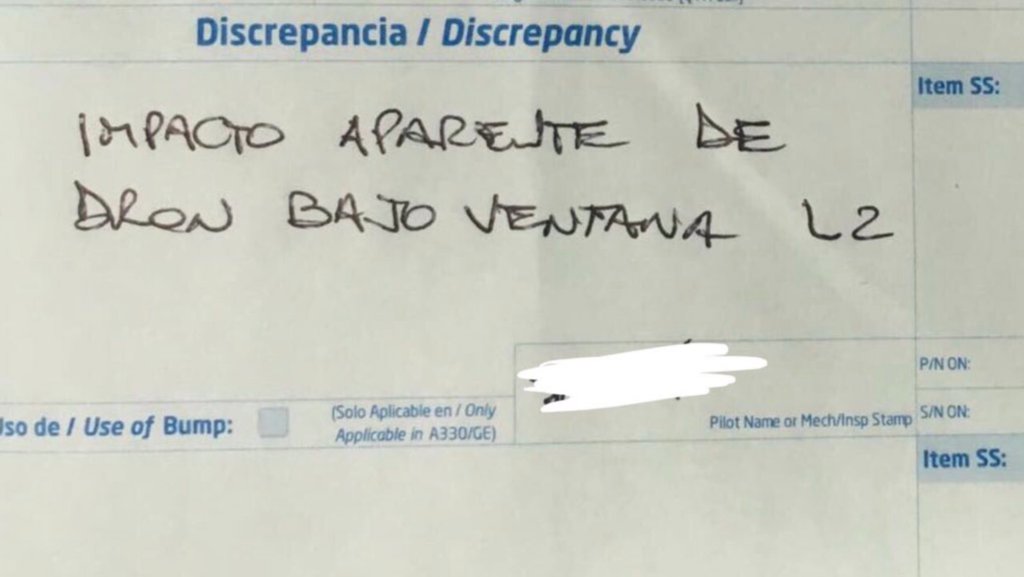 Discrepancia / Discrepancy
Item SS:
IMPACTO APARENTE DE
DRON BAJO VENTANA L2
P/N ON:
Uso de / Use of Bump:
(Solo Aplicable en / Only
Applicable in A330/GE)
Pilot Name or Mech/Insp Stamp
S/N ON:
Item SS: